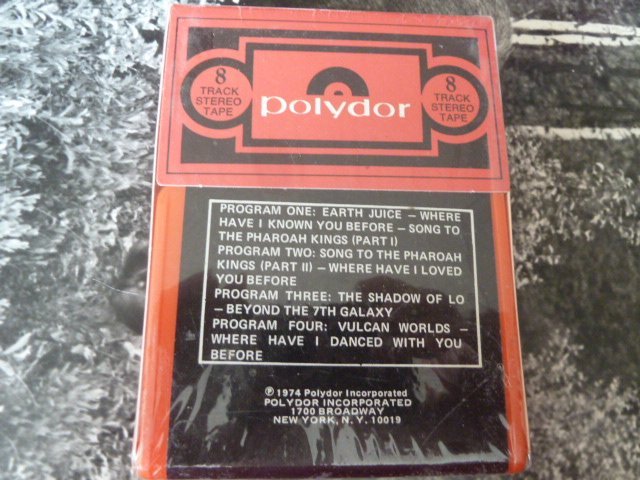 8
TRACK
STEREO
TAPE
polydor
8
TRACK
STEREO
TAPE
PROGRAM ONE: EARTH JUICE – WHERE
HAVE I KNOWN YOU BEFORE – SONG TO
THE PHAROAH KINGS (PART I)
PROGRAM TWO: SONG TO THE PHAROAH
KINGS (PART II) – WHERE HAVE I LOVED
YOU BEFORE
PROGRAM THREE: THE SHADOW OF LO
– BEYOND THE 7TH GALAXY
PROGRAM FOUR: VULCAN WORLDS –
WHERE HAVE I DANCED WITH YOU
BEFORE
℗ 1974 Polydor Incorporated
POLYDOR INCORPORATED
1700 BROADWAY
NEW YORK, N.Y. 10019